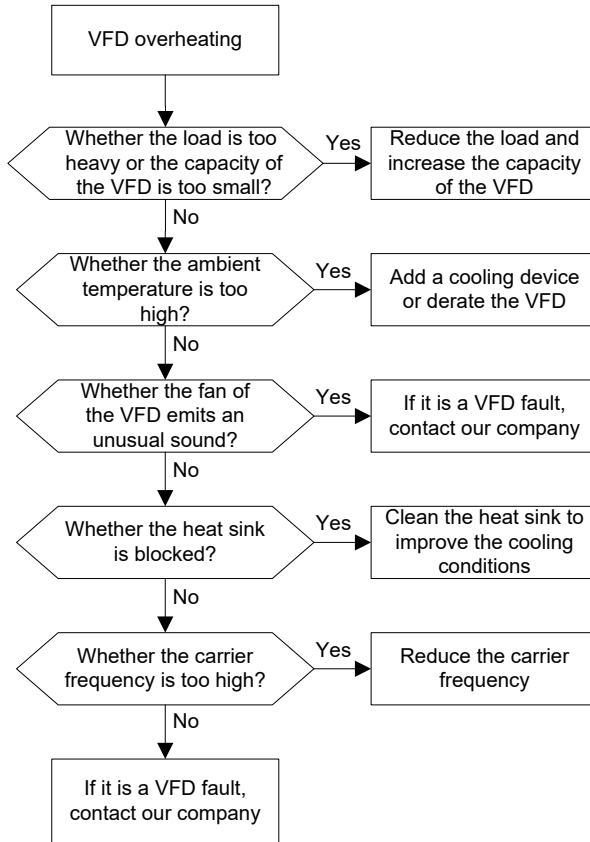 VFD overheating
Whether the load is too
heavy or the capacity of
the VFD is too small?
Yes
Reduce the load and
increase the capacity
of the VFD
No
Whether the ambient
temperature is too
high?
Yes
Add a cooling device
or derate the VFD
No
Whether the fan of
the VFD emits an
unusual sound?
Yes
If it is a VFD fault,
contact our company
No
Whether the heat sink
is blocked?
Yes
Clean the heat sink to
improve the cooling
conditions
No
Whether the carrier
frequency is too high?
Yes
Reduce the carrier
frequency
No
If it is a VFD fault,
contact our company